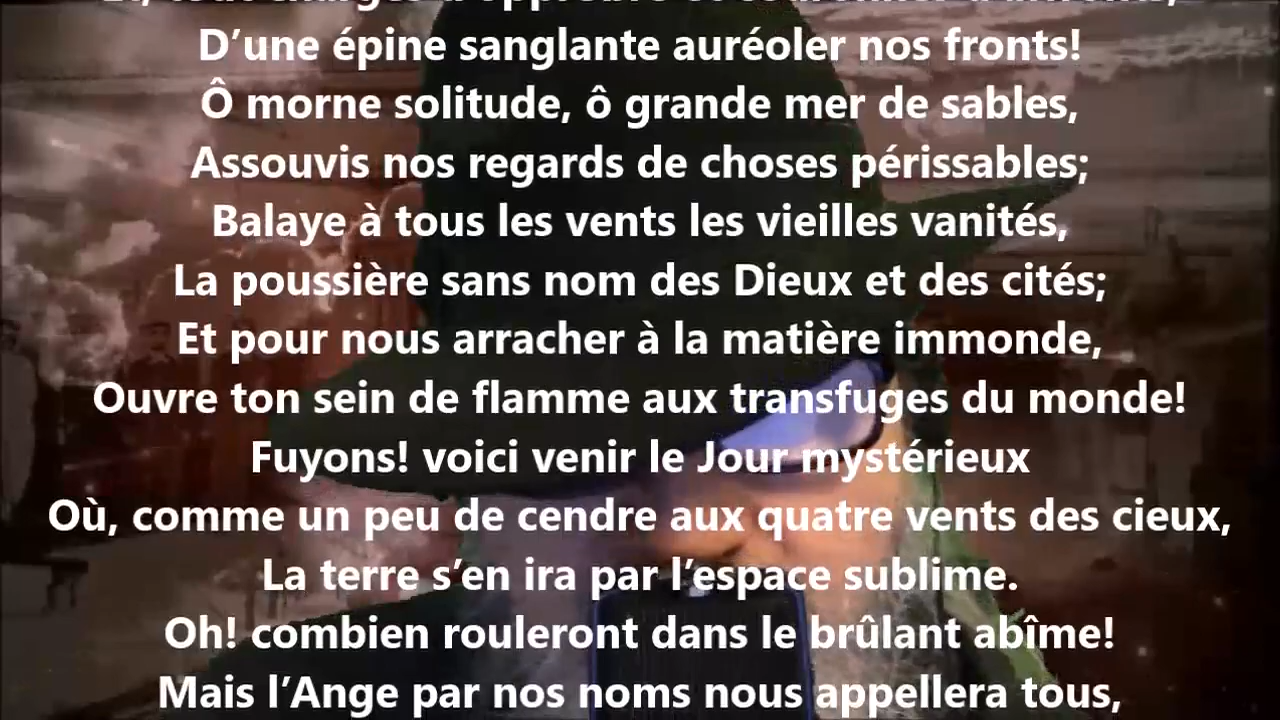 D’une épine sanglante auréoler nos fronts!
Ô morne solitude, ô grande mer de sables,
Assouvis nos regards de choses périssables;
Balaye à tous les vents les vieilles vanités,
La poussière sans nom des Dieux et des cités;
Et pour nous arracher à la matière immonde,
Ouvre ton sein de flamme aux transfuges du monde!
Fuyons! voici venir le Jour mystérieux
Où, comme un peu de cendre aux quatre vents des cieux,
La terre s’en ira par l’espace sublime.
Oh! combien rouleront dans le brûlant abîme!
Mais l’Ange par nos noms nous appellera tous,